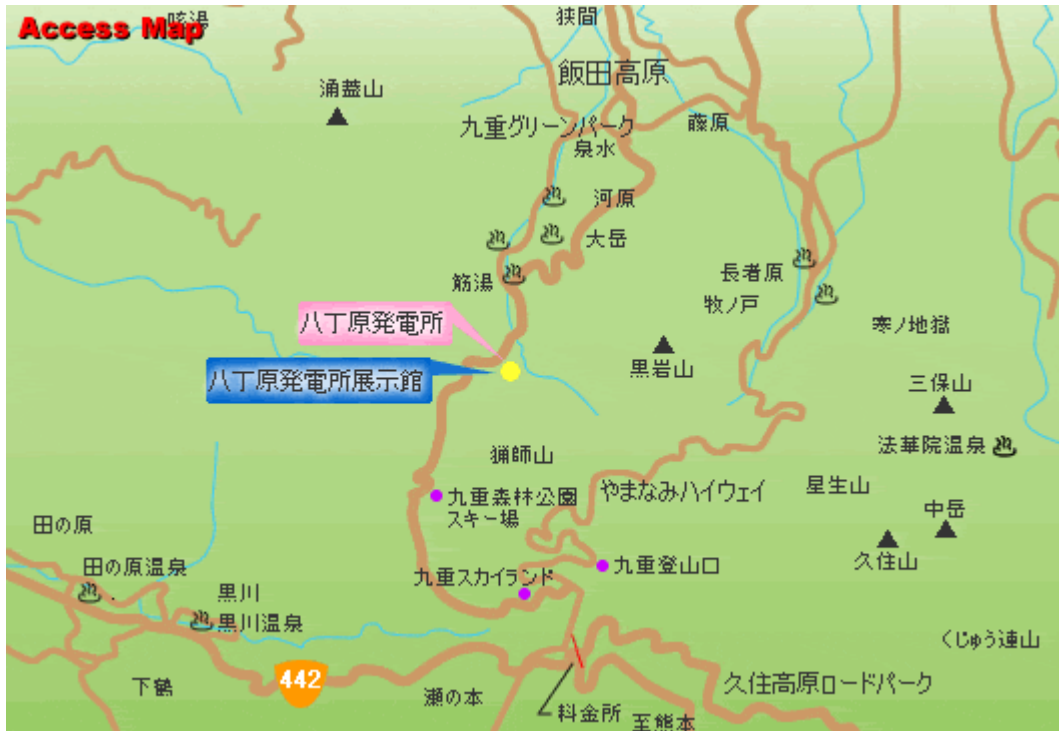 Access Map
狭間
飯田高原
涌蓋山
九重グリーンパーク
藤原
泉水
河原
大岳
長者原
筋湯
牧ノ戸
八丁原発電所
寒ノ地獄
黒岩山
八丁原発電所展示館
三保山
法華院温泉
猟師山
やまなみハイウェイ
星生山
九重森林公園
スキー場
中岳
田の原
久住山
田の原温泉
九重スカイランド
九重登山口
黒川
黒川温泉
くじゅう連山
442
下鶴
瀬の本
久住高原ロードパーク
料金所
至熊本